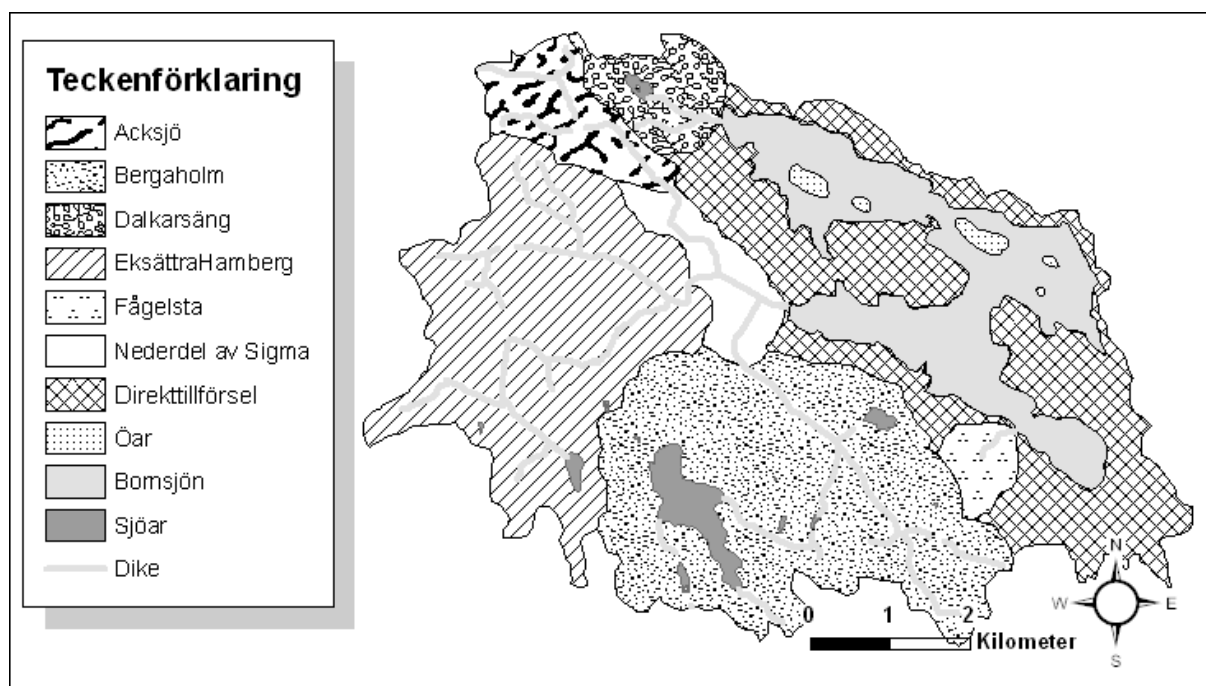 Teckenförklaring
Acksjö
Bergaholm
Dalkarsäng
EksättraHamberg
Fågelsta
Nederdel av Sigma
Direkttillförsel
Öar
Bornsjön
Sjöar
Dike
N
W E
S
0 1 2
Kilometer